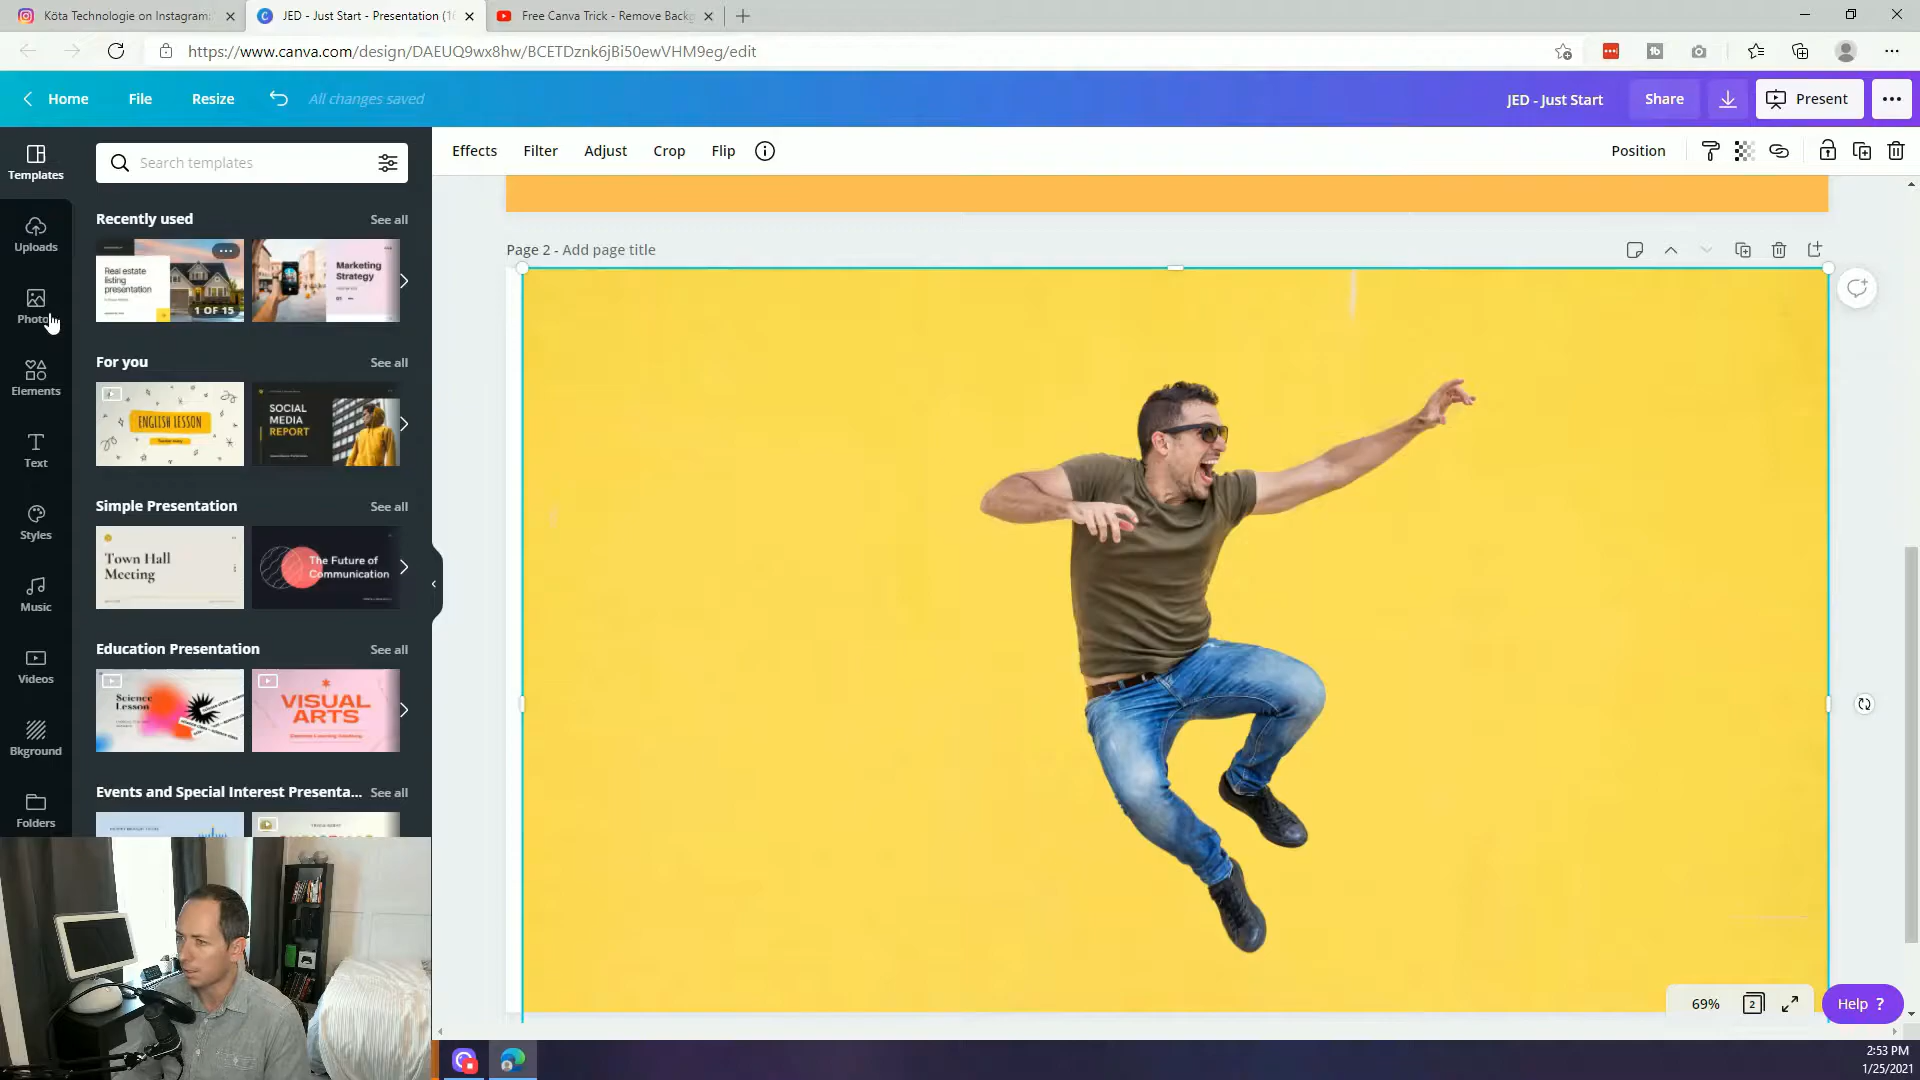 Köta Technologie on Instagram:
JED - Just Start - Presentation (16
Free Canva Trick - Remove Backg
https://www.canva.com/design/DAEUQ9wx8hw/BCETDznk6jBi50ewVHM9eg/edit
Home File Resize All changes saved
JED - Just Start Share Present
Templates
Search templates
Effects Filter Adjust Crop Flip
Position
Uploads
Recently used See all
Real estate
listing
presentation
1 OF 15
Marketing
Strategy
Page 2 - Add page title
Photos
For you See all
ENGLISH LESSON
SOCIAL
MEDIA
REPORT
Elements
Text
Simple Presentation See all
Town Hall
Meeting
The Future of
Communication
Styles
Music
Education Presentation See all
Science
Lesson
VISUAL
ARTS
Videos
Bkground
Events and Special Interest Presenta... See all
Folders
69% 2
Help ?
2:53 PM
1/25/2021